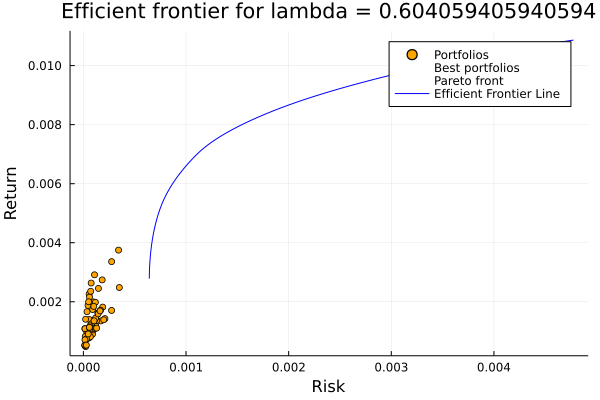 Efficient frontier for lambda = 0.604059405940594
Portfolios
Best portfolios
Pareto front
Efficient Frontier Line
0.010
0.008
0.006
0.004
0.002
Return
0.000
0.001
0.002
0.003
0.004
Risk